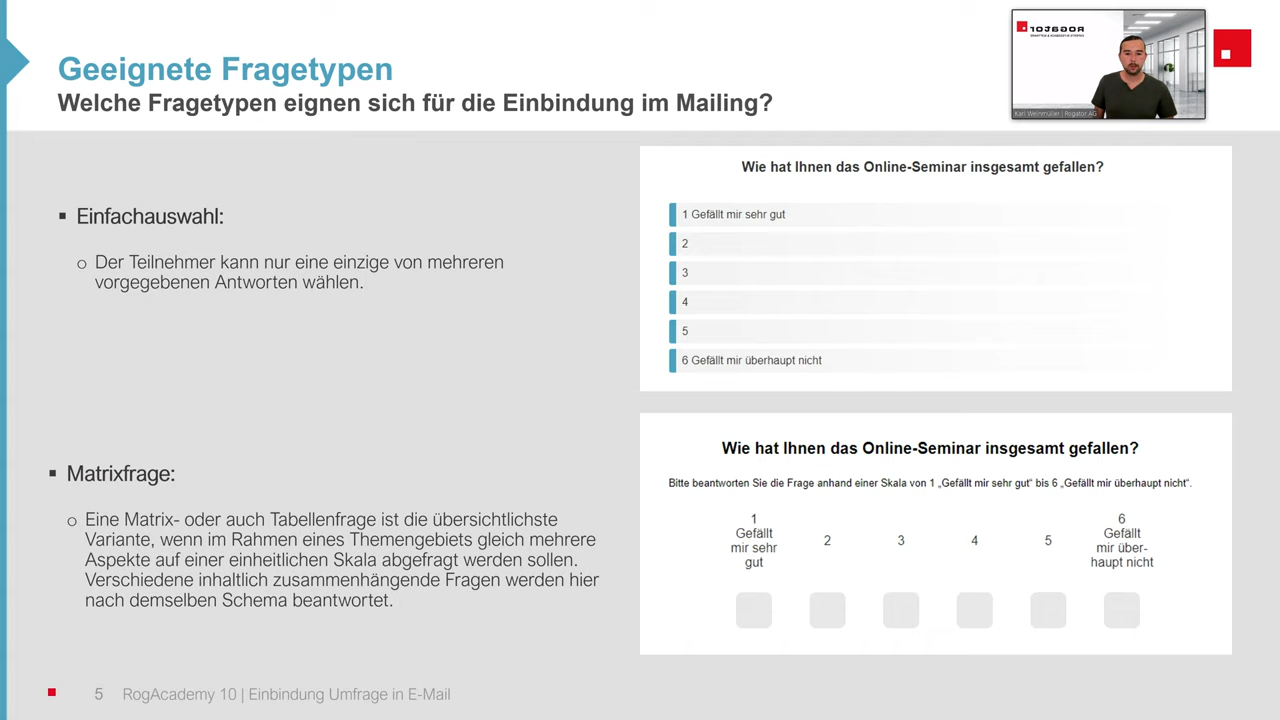 Geeignete Fragetypen
Welche Fragetypen eignen sich für die Einbindung im Mailing?
Rogator
Karl Weinmüller | Rogator AG
Einfachauswahl:
Der Teilnehmer kann nur eine einzige von mehreren
vorgegebenen Antworten wählen.
Wie hat Ihnen das Online-Seminar insgesamt gefallen?
1 Gefällt mir sehr gut
2
3
4
5
6 Gefällt mir überhaupt nicht
Matrixfrage:
Eine Matrix- oder auch Tabellenfrage ist die übersichtlichste
Variante, wenn im Rahmen eines Themengebiets gleich mehrere
Aspekte auf einer einheitlichen Skala abgefragt werden sollen.
Verschiedene inhaltlich zusammenhängende Fragen werden hier
nach demselben Schema beantwortet.
Wie hat Ihnen das Online-Seminar insgesamt gefallen?
Bitte beantworten Sie die Frage anhand einer Skala von 1 „Gefällt mir sehr gut“ bis 6 „Gefällt mir überhaupt nicht“.
1
Gefällt
mir sehr
gut
2
3
4
5
6
Gefällt
mir über-
haupt nicht
5 RogAcademy 10 | Einbindung Umfrage in E-Mail